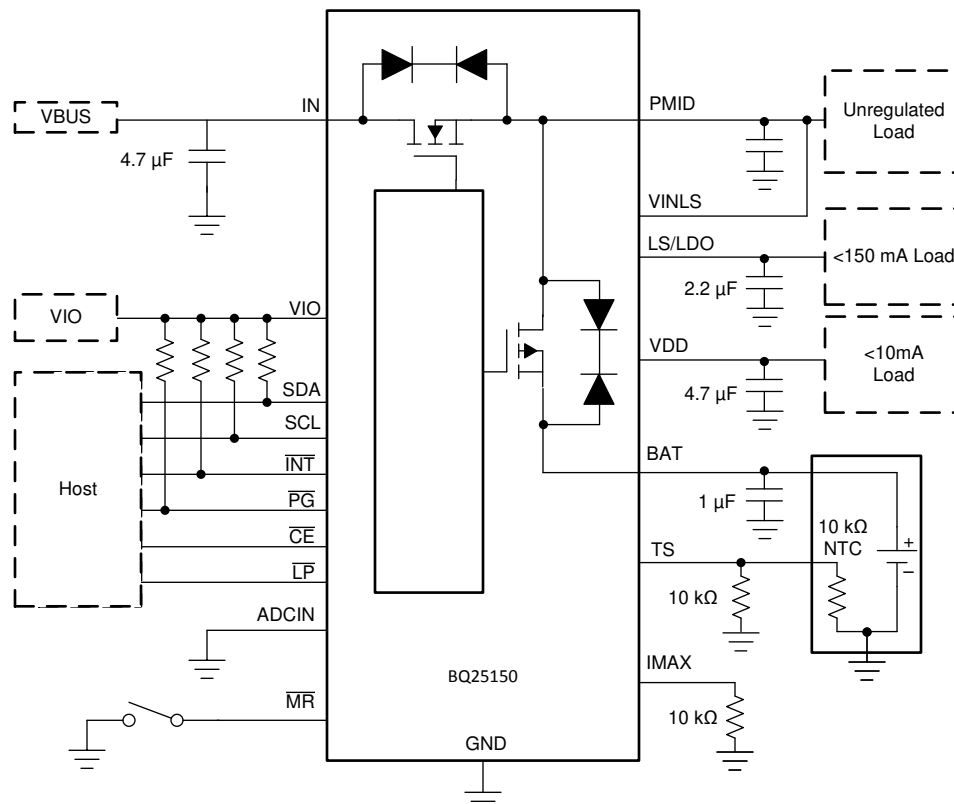 IN
PMID
VBUS
Unregulated
Load
4.7 µF
VINLS
LS/LDO
<150 mA Load
2.2 µF
VIO
VIO
VDD
<10mA
Load
4.7 µF
SDA
SCL
INT
BAT
Host
PG
1 µF
10 kΩ
NTC
+
−
CE
TS
LP
10 kΩ
ADCIN
IMAX
BQ25150
MR
10 kΩ
GND